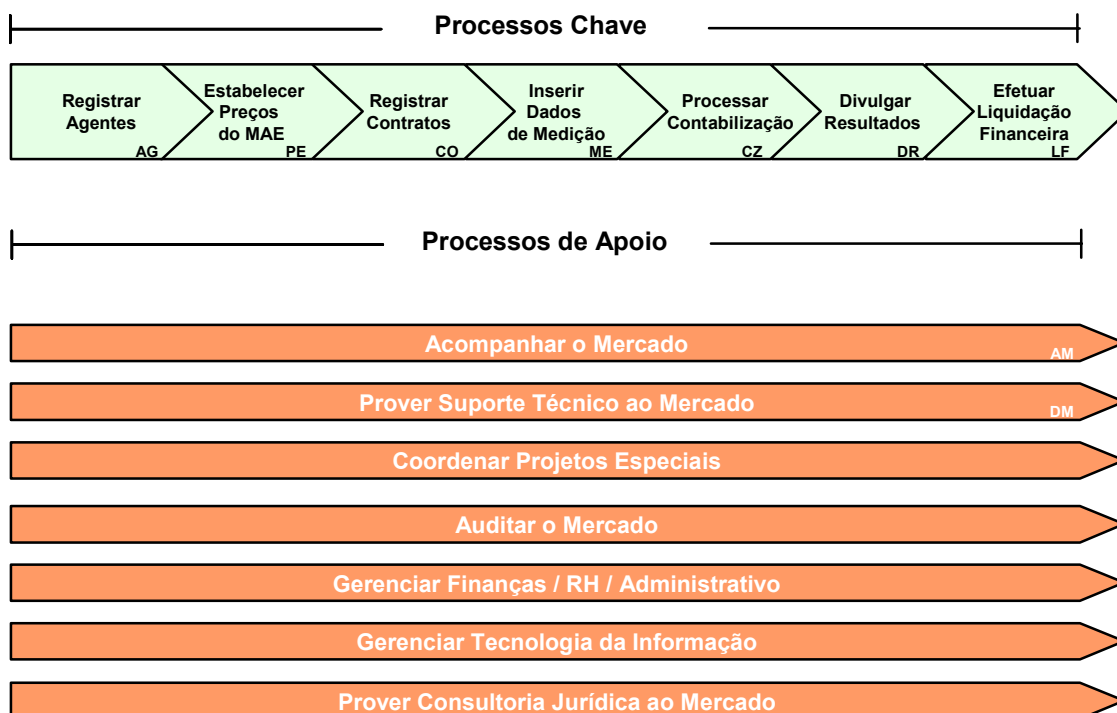 Processos Chave
Registrar
Agentes
AG
Estabelecer
Preços
do MAE
PE
Registrar
Contratos
CO
Inserir
Dados
de Medição
ME
Processar
Contabilização
CZ
Divulgar
Resultados
DR
Efetuar
Liquidação
Financeira
LF
Processos de Apoio
Acompanhar o Mercado
AM
Prover Suporte Técnico ao Mercado
DM
Coordenar Projetos Especiais
Auditar o Mercado
Gerenciar Finanças / RH / Administrativo
Gerenciar Tecnologia da Informação
Prover Consultoria Jurídica ao Mercado